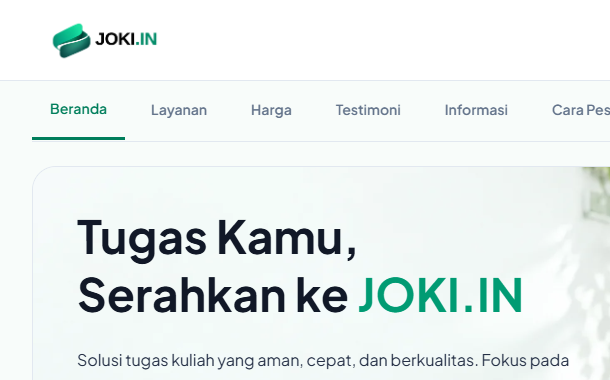 JOKI.IN
Beranda Layanan Harga Testimoni Informasi Cara Pes
Tugas Kamu,
Serahkan ke JOKI.IN
Solusi tugas kuliah yang aman, cepat, dan berkualitas. Fokus pada